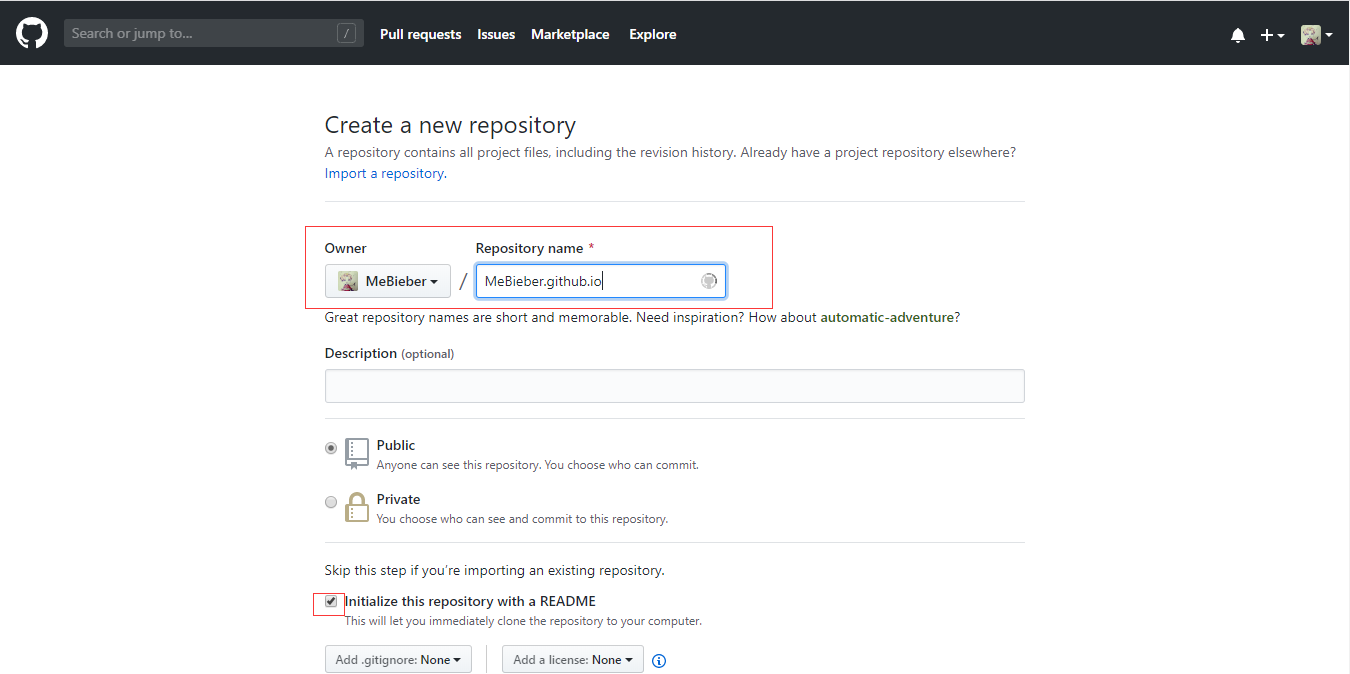 Search or jump to... / Pull requests Issues Marketplace Explore
Create a new repository
A repository contains all project files, including the revision history. Already have a project repository elsewhere?
Import a repository.
Owner Repository name *
MeBieber / MeBieber.github.io
Great repository names are short and memorable. Need inspiration? How about automatic-adventure?
Description (optional)
Public
Anyone can see this repository. You choose who can commit.
Private
You choose who can see and commit to this repository.
Skip this step if you’re importing an existing repository.
Initialize this repository with a README
This will let you immediately clone the repository to your computer.
Add .gitignore: None Add a license: None